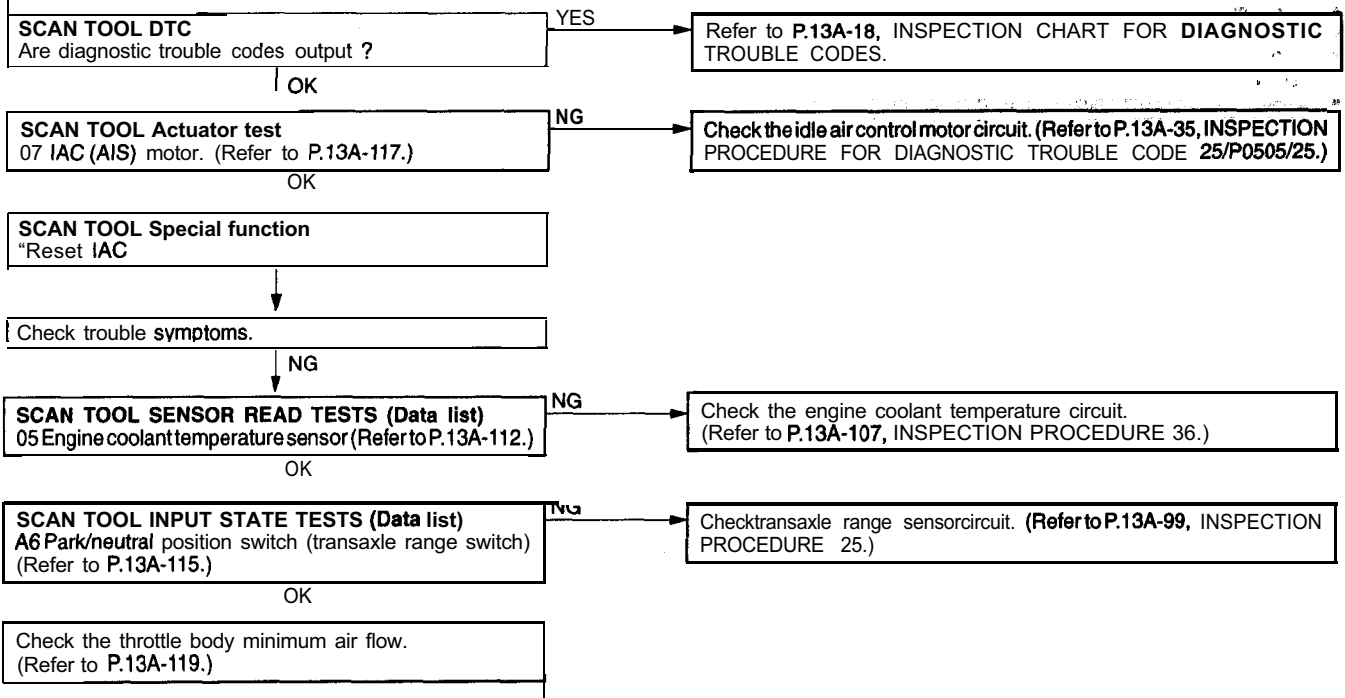 SCAN TOOL DTC
Are diagnostic trouble codes output ?
YES
Refer to P.13A-18, INSPECTION CHART FOR DIAGNOSTIC
TROUBLE CODES.
OK
SCAN TOOL Actuator test
07 IAC (AIS) motor. (Refer to P.13A-117.)
NG
Check the idle air control motor circuit. (Refer to P.13A-35, INSPECTION
PROCEDURE FOR DIAGNOSTIC TROUBLE CODE 25/P0505/25.)
OK
SCAN TOOL Special function
“Reset IAC
Check trouble symptoms.
NG
SCAN TOOL SENSOR READ TESTS (Data list)
05 Engine coolant temperature sensor (Refer to P.13A-112.)
NG
Check the engine coolant temperature circuit.
(Refer to P.13A-107, INSPECTION PROCEDURE 36.)
OK
SCAN TOOL INPUT STATE TESTS (Data list)
A6 Park/neutral position switch (transaxle range switch)
(Refer to P.13A-115.)
NG
Check transaxle range sensor circuit. (Refer to P.13A-99, INSPECTION
PROCEDURE 25.)
OK
Check the throttle body minimum air flow.
(Refer to P.13A-119.)